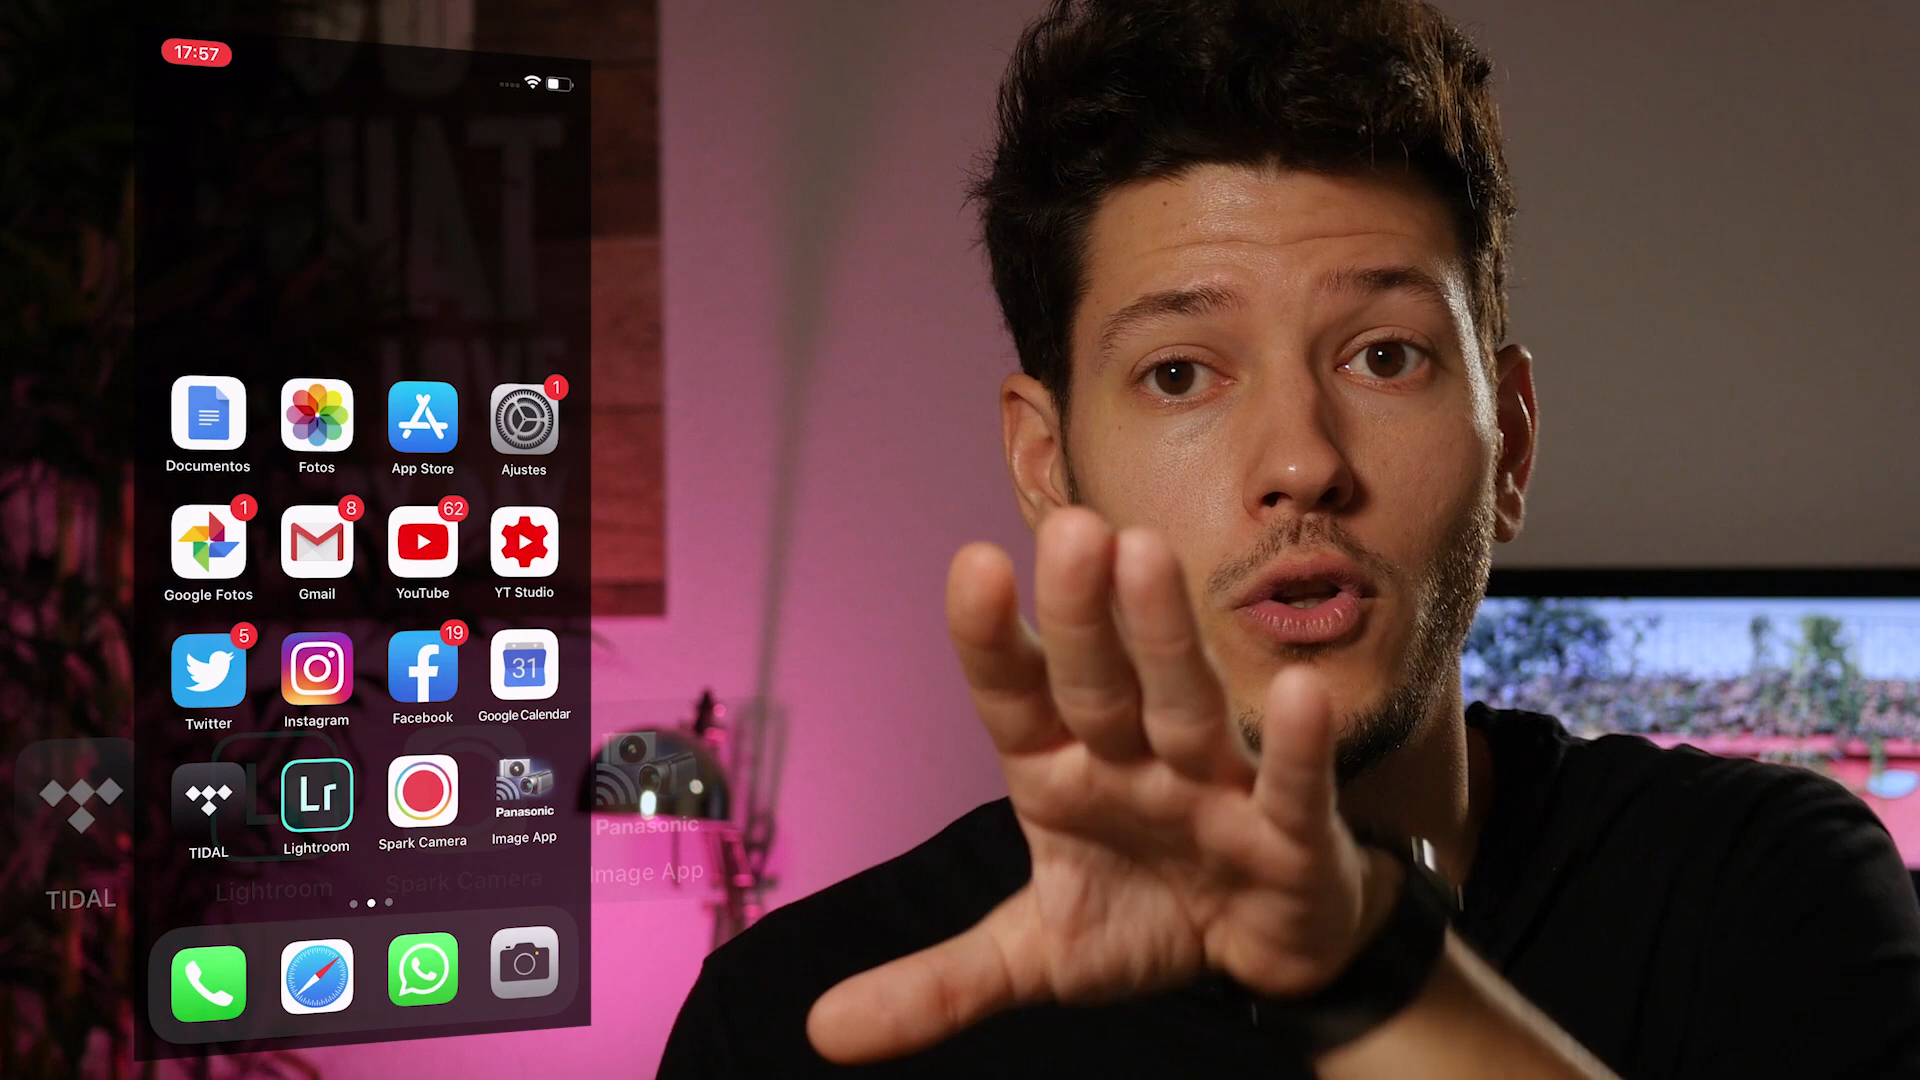 17:57
Documentos
Fotos
App Store
1
Ajustes
1
Google Fotos
8
Gmail
62
YouTube
YT Studio
5
Twitter
Instagram
19
Facebook
31
Google Calendar
TIDAL
Lr
Lightroom
Spark Camera
Panasonic
Image App
TIDAL
Lightroom
Spark Camera
Panasonic
Image App